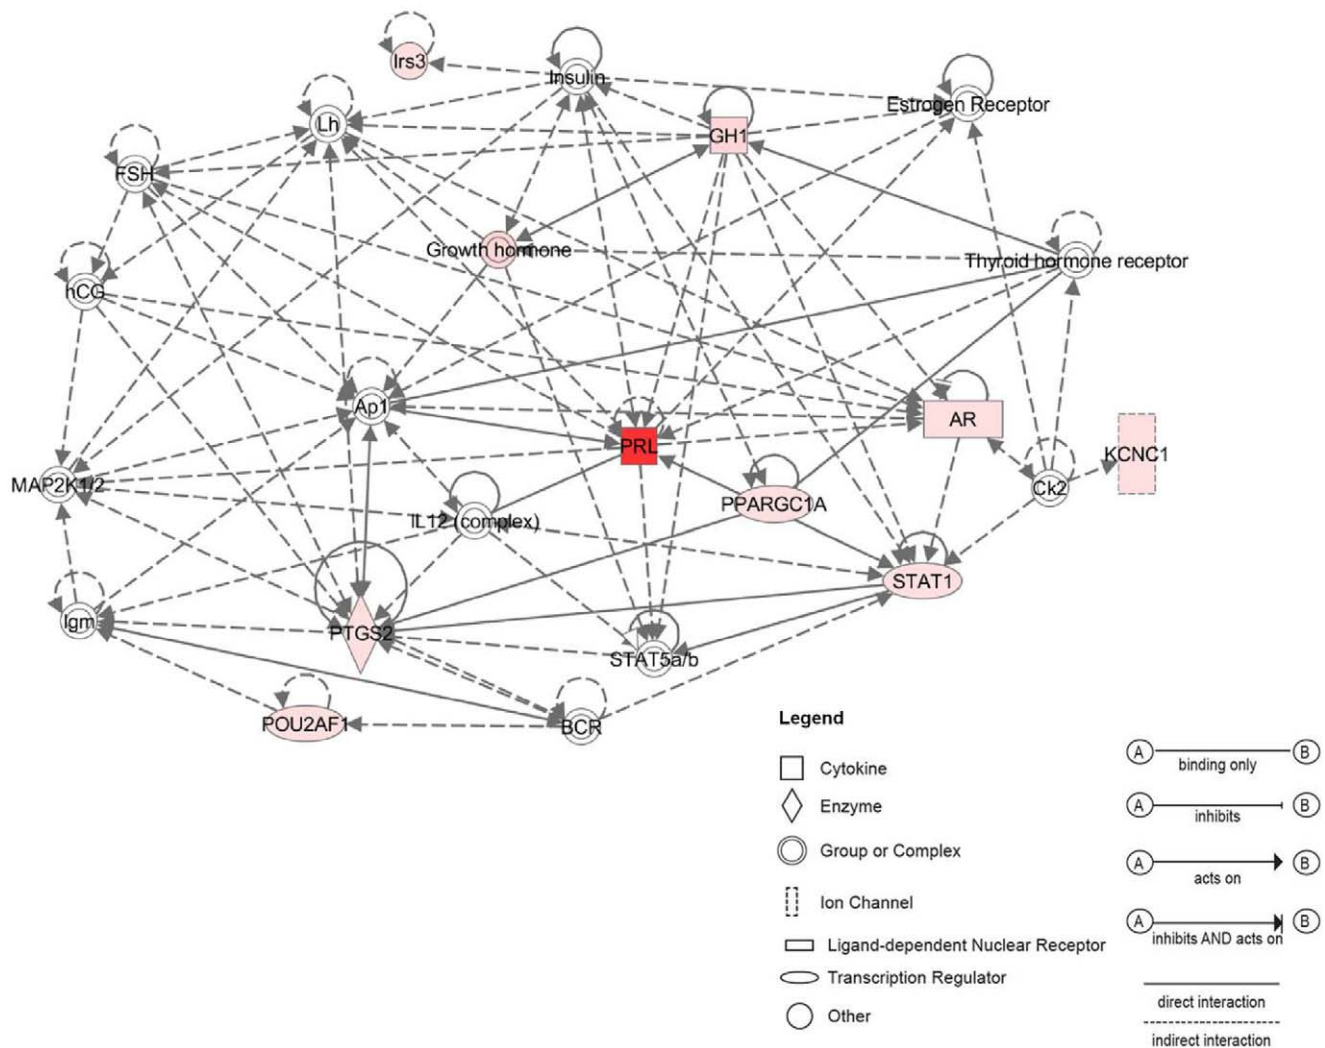 Irs3
Insulin
Estrogen Receptor
Lh
GH1
FSH
Growth hormone
Thyroid hormone receptor
hCG
Ap1
AR
PRL
KCNC1
MAP2K1/2
Ck2
PPARGC1A
IL12 (complex)
STAT1
Igm
PTGS2
STAT5a/b
POU2AF1
BCR
Legend
Cytokine
Enzyme
Group or Complex
Ion Channel
Ligand-dependent Nuclear Receptor
Transcription Regulator
Other
A B
binding only
A B
inhibits
A B
acts on
A B
inhibits AND acts on
direct interaction
indirect interaction